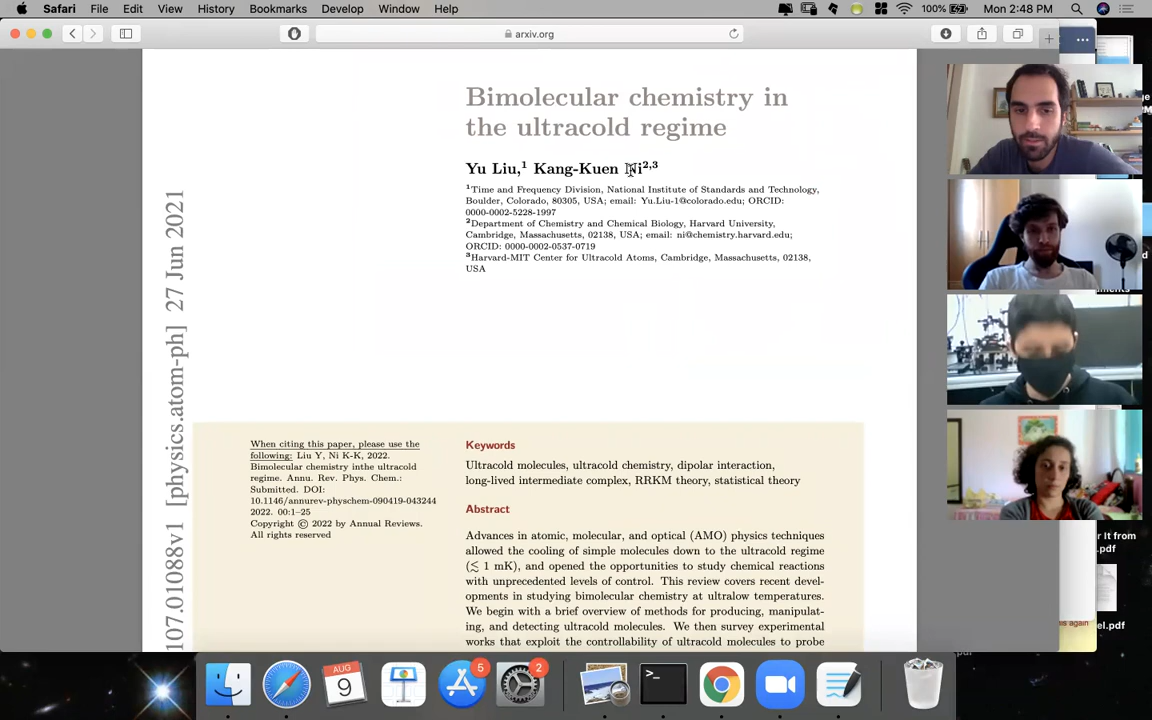 Safari File Edit View History Bookmarks Develop Window Help
100% Mon 2:48 PM
arxiv.org
Bimolecular chemistry in
the ultracold regime
Yu Liu,¹ Kang-Kuen Ni²,³
¹Time and Frequency Division, National Institute of Standards and Technology,
Boulder, Colorado, 80305, USA; email: Yu.Liu-1@colorado.edu; ORCID:
0000-0002-5228-1997
²Department of Chemistry and Chemical Biology, Harvard University,
Cambridge, Massachusetts, 02138, USA; email: ni@chemistry.harvard.edu;
ORCID: 0000-0002-0537-0719
³Harvard-MIT Center for Ultracold Atoms, Cambridge, Massachusetts, 02138,
USA
107.01088v1 [physics.atom-ph] 27 Jun 2021
When citing this paper, please use the
following: Liu Y, Ni K-K, 2022.
Bimolecular chemistry inthe ultracold
regime. Annu. Rev. Phys. Chem.:
Submitted. DOI:
10.1146/annurev-physchem-090419-043244
2022. 00:1–25
Copyright © 2022 by Annual Reviews.
All rights reserved
Keywords
Ultracold molecules, ultracold chemistry, dipolar interaction,
long-lived intermediate complex, RRKM theory, statistical theory
Abstract
Advances in atomic, molecular, and optical (AMO) physics techniques
allowed the cooling of simple molecules down to the ultracold regime
(≲ 1 mK), and opened the opportunities to study chemical reactions
with unprecedented levels of control. This review covers recent devel-
opments in studying bimolecular chemistry at ultralow temperatures.
We begin with a brief overview of methods for producing, manipulat-
ing, and detecting ultracold molecules. We then survey experimental
works that exploit the controllability of ultracold molecules to probe
it from
.pdf
el.pdf
this again
AUG
9
5
2